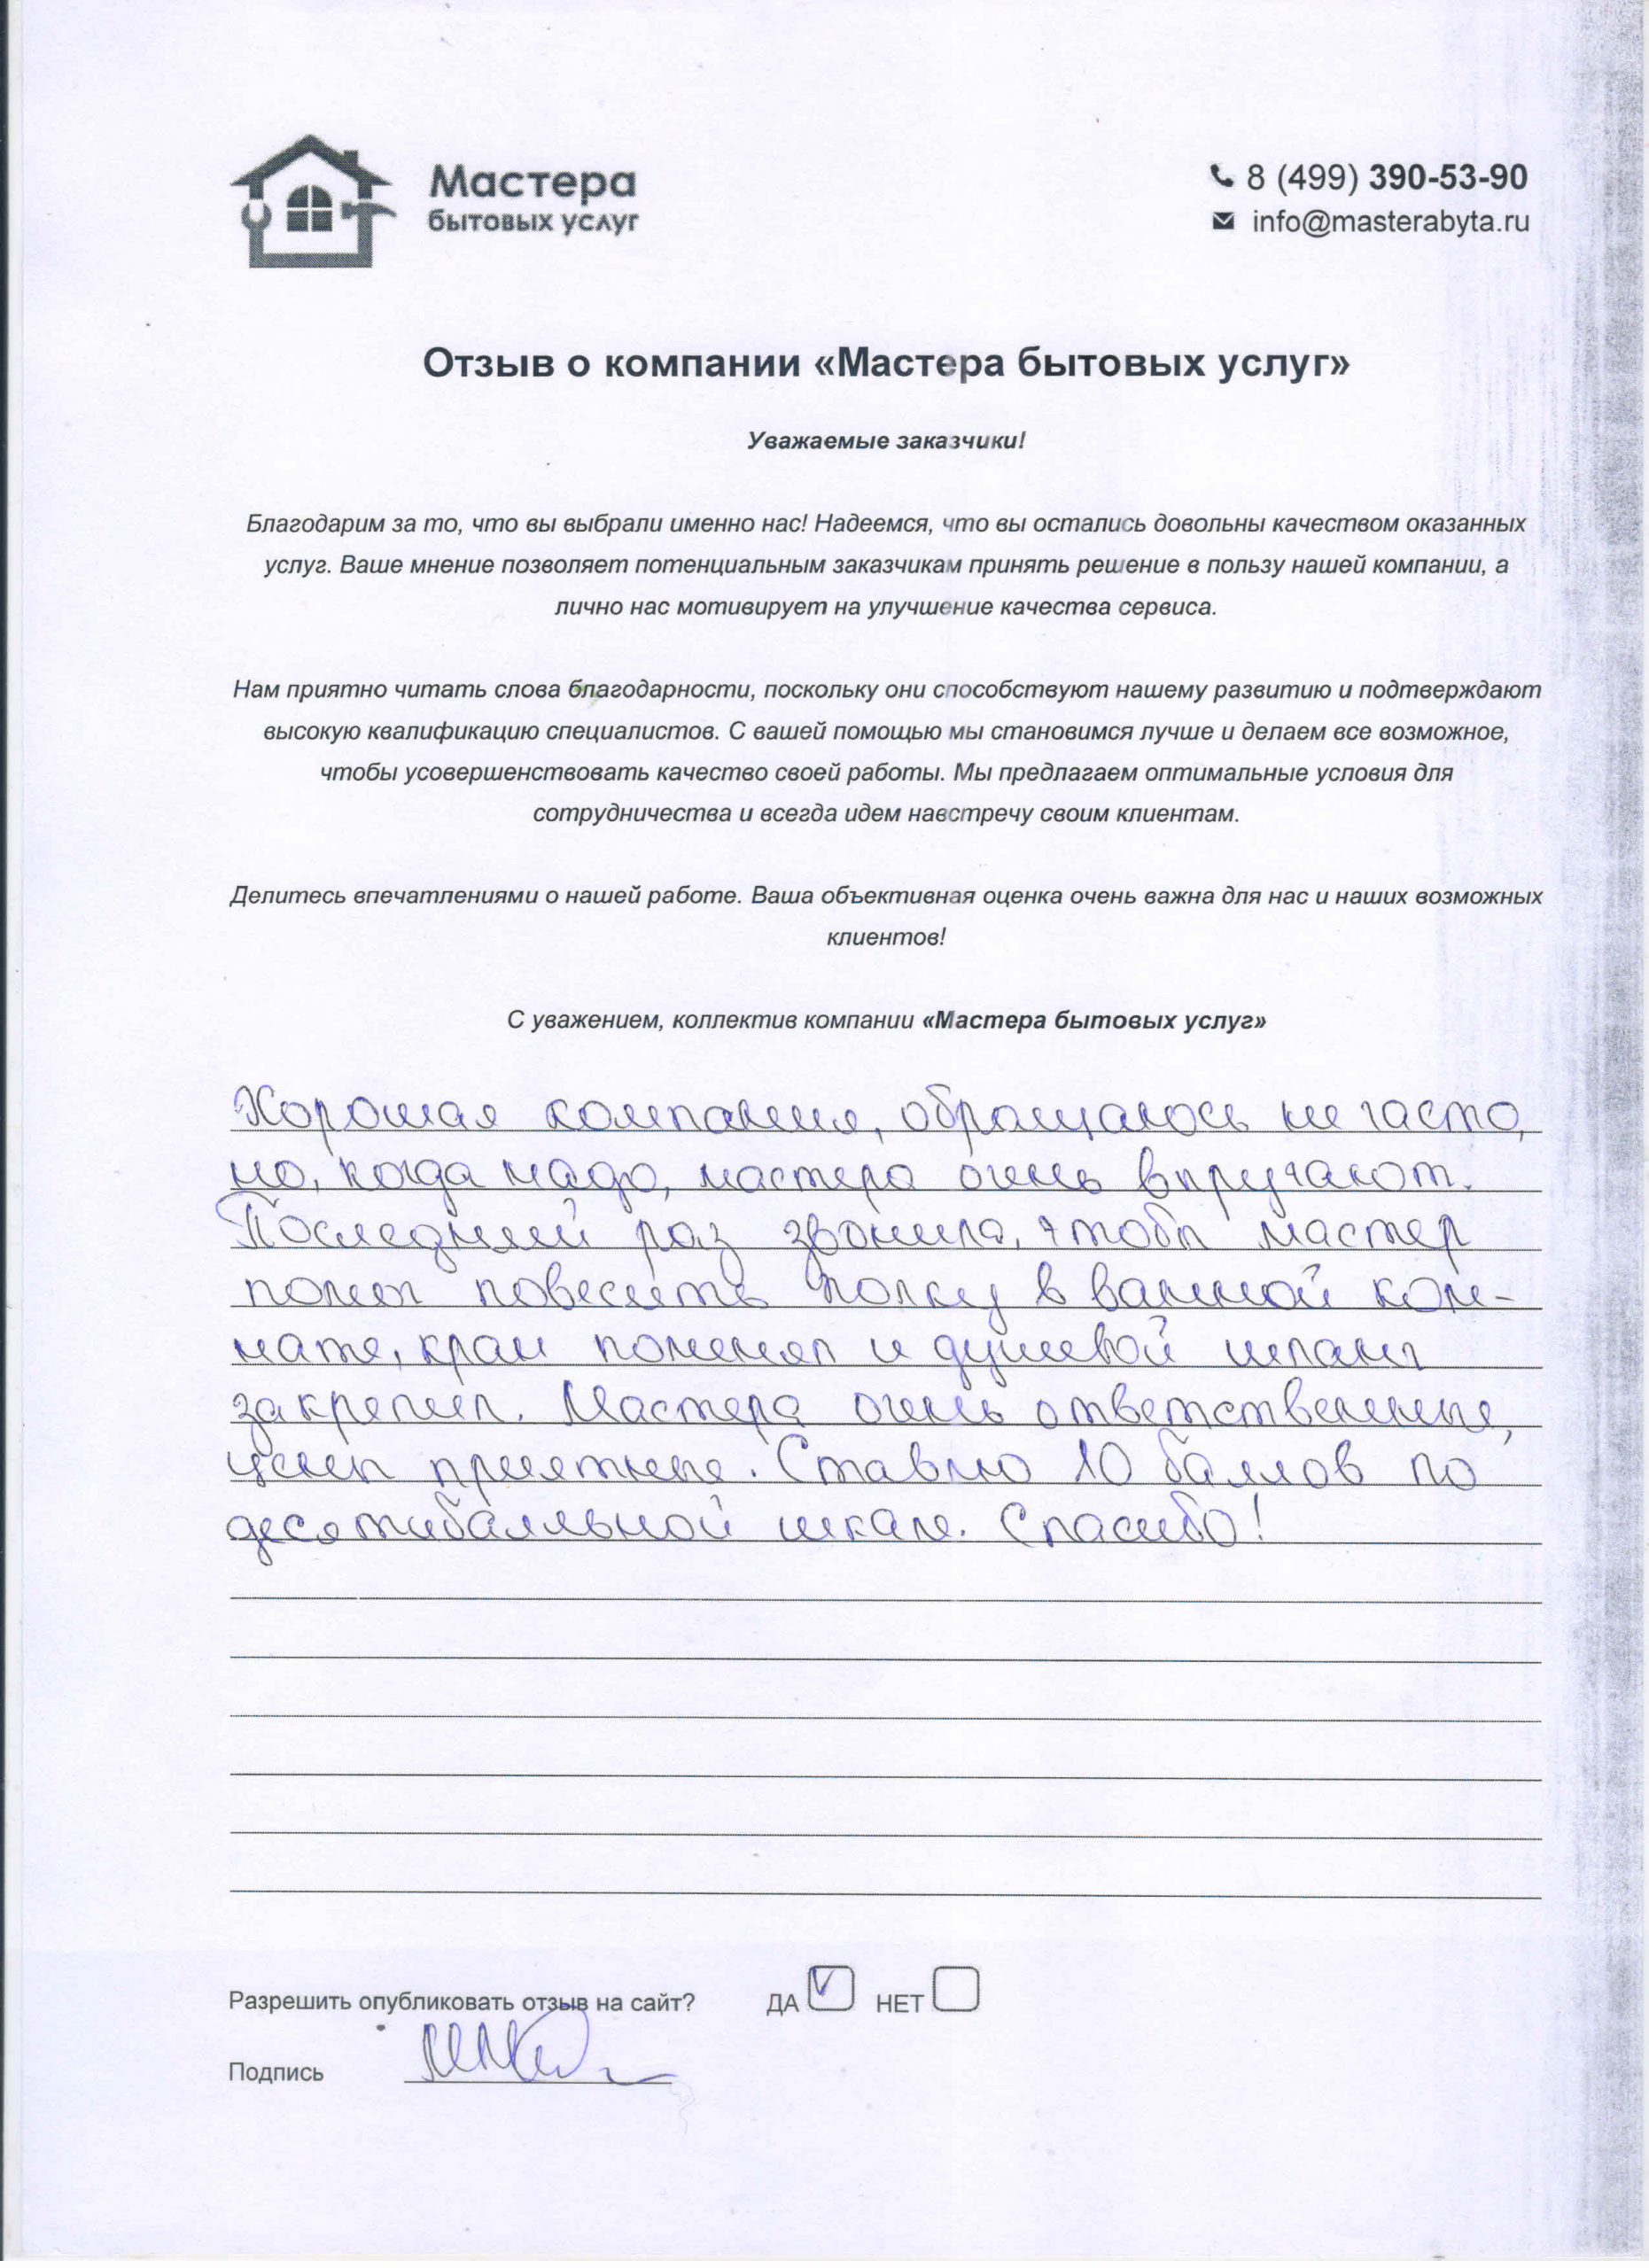 Мастера
бытовых услуг
8 (499) 390-53-90
info@masterabyta.ru
Отзыв о компании «Мастера бытовых услуг»
Уважаемые заказчики!
Благодарим за то, что вы выбрали именно нас! Надеемся, что вы остались довольны качеством оказанных
услуг. Ваше мнение позволяет потенциальным заказчикам принять решение в пользу нашей компании, а
лично нас мотивирует на улучшение качества сервиса.
Нам приятно читать слова благодарности, поскольку они способствуют нашему развитию и подтверждают
высокую квалификацию специалистов. С вашей помощью мы становимся лучше и делаем все возможное,
чтобы усовершенствовать качество своей работы. Мы предлагаем оптимальные условия для
сотрудничества и всегда идем навстречу своим клиентам.
Делитесь впечатлениями о нашей работе. Ваша объективная оценка очень важна для нас и наших возможных
клиентов!
С уважением, коллектив компании «Мастера бытовых услуг»
Хорошая компания, обращаюсь не часто,
но, когда надо, мастера очень выручают.
Последний раз звонила, чтобы мастер
помог повесить полку в ванной ком-
нате, кран поменял и душевой шланг
закрепил. Мастера очень ответственные,
цены приятные. Ставлю 10 баллов по
десятибалльной шкале. Спасибо!
Разрешить опубликовать отзыв на сайт? ДА НЕТ
Подпись